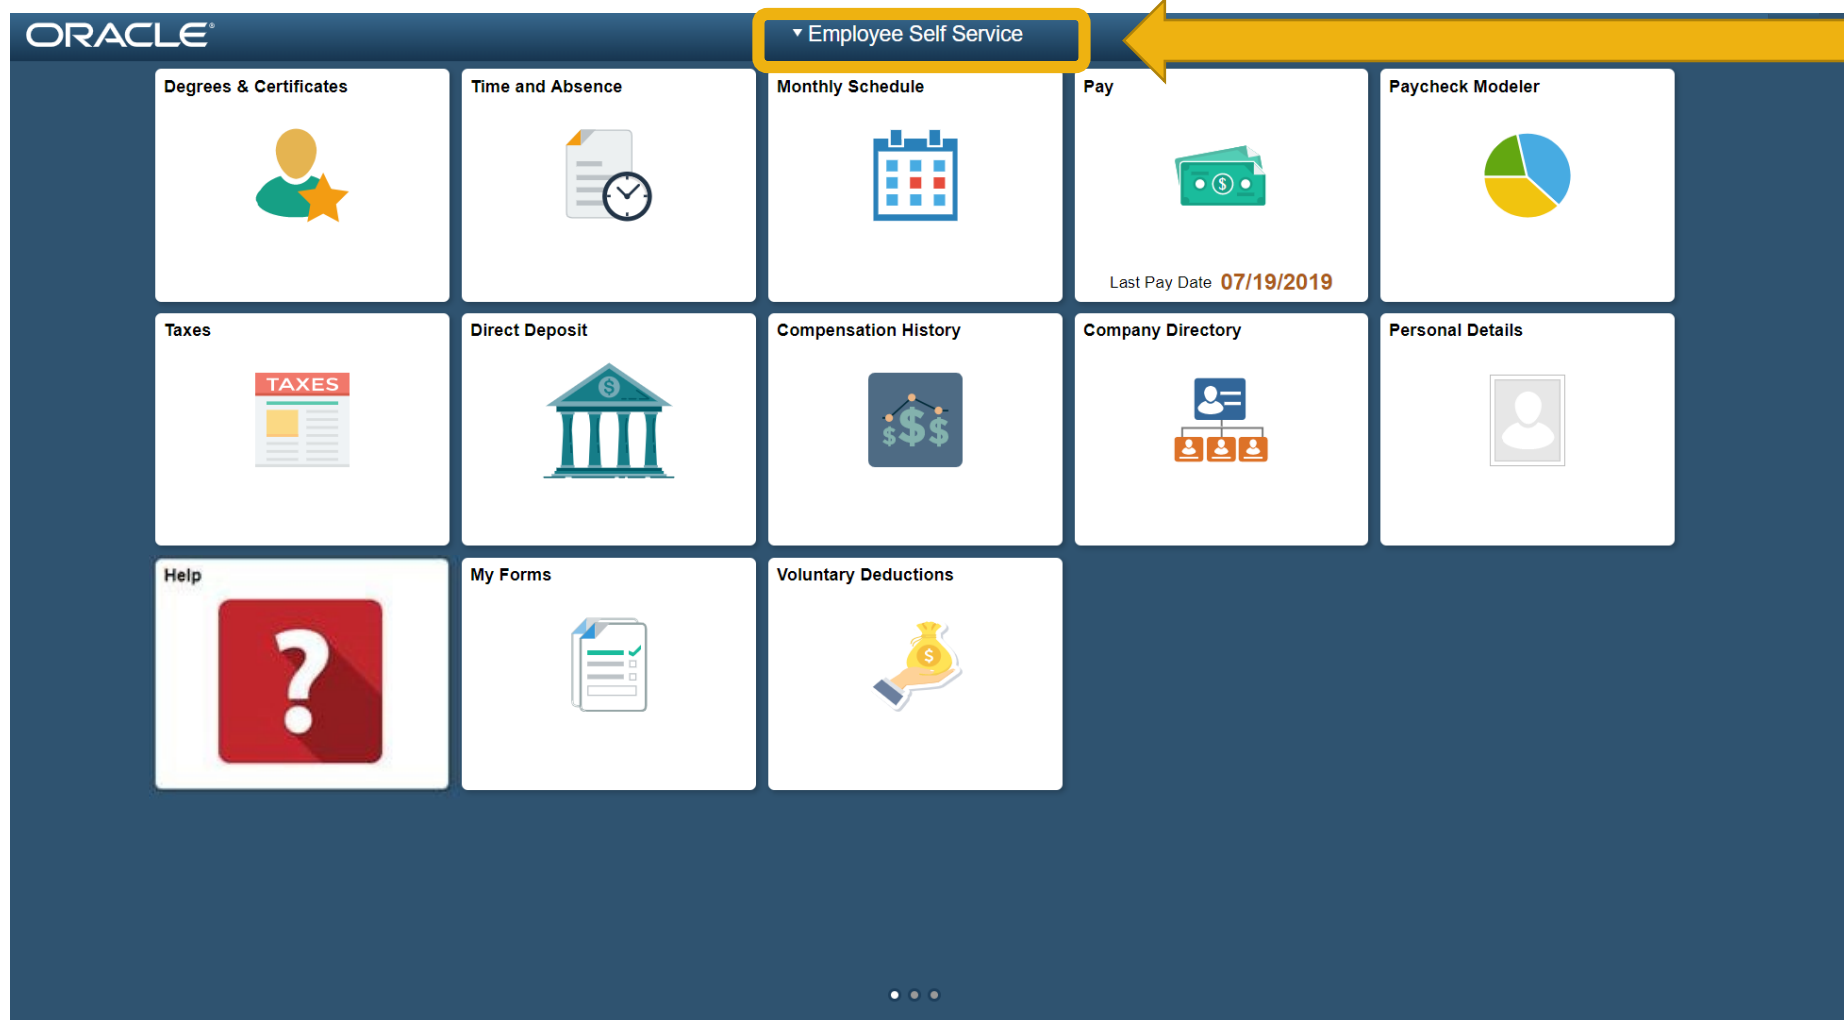 ORACLE®
▾ Employee Self Service
Degrees & Certificates
Time and Absence
Monthly Schedule
Pay
Last Pay Date 07/19/2019
Paycheck Modeler
Taxes
TAXES
Direct Deposit
$
Compensation History
$$$
Company Directory
Personal Details
Help
?
My Forms
Voluntary Deductions
$